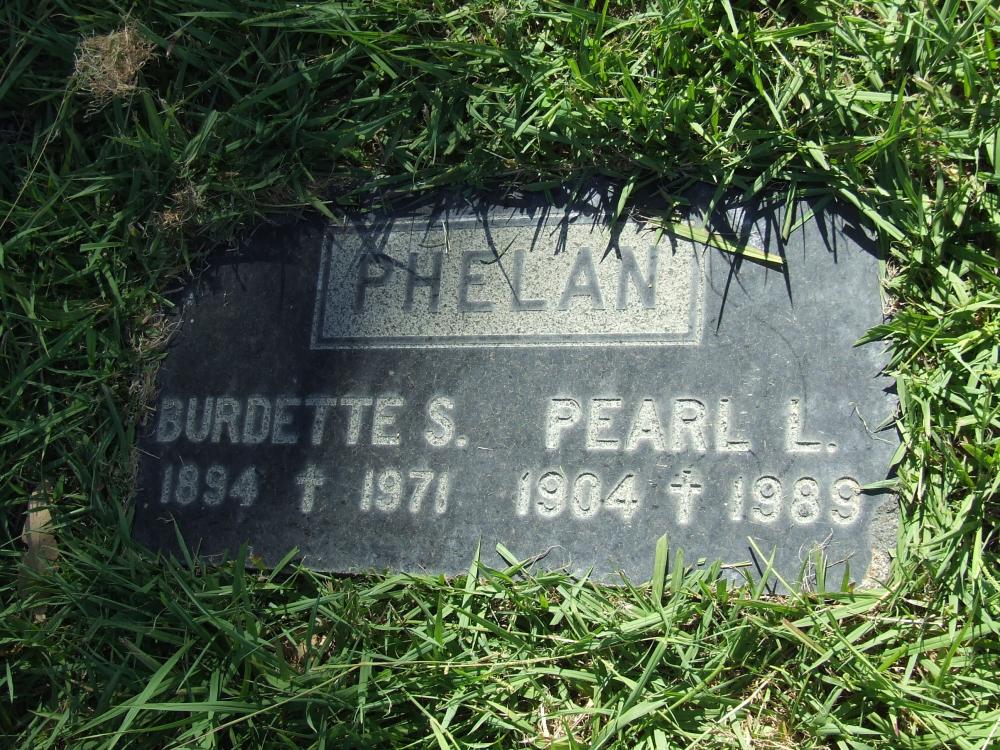 PHELAN
BURDETTE S. PEARL L.
1894 ✝ 1971 1904 ✝ 1989